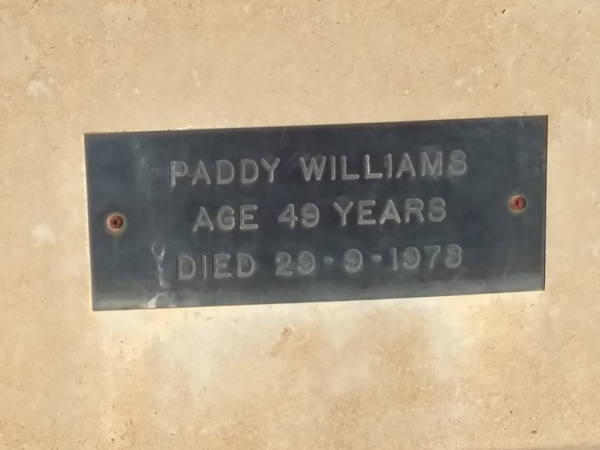 PADDY WILLIAMS
AGE 49 YEARS
DIED 29-9-1978